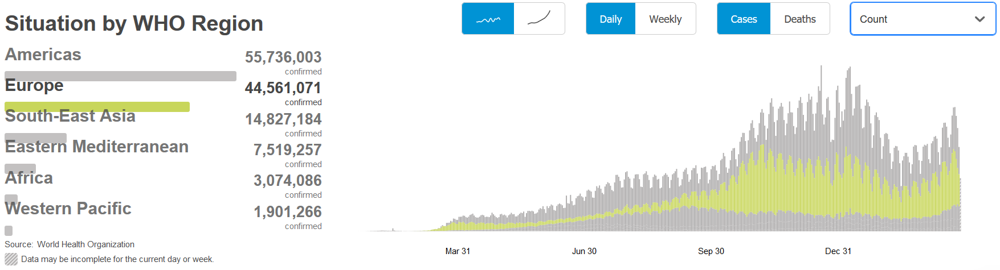 Situation by WHO Region
Daily Weekly
Cases Deaths
Count
Americas 55,736,003
confirmed
Europe 44,561,071
confirmed
South-East Asia 14,827,184
confirmed
Eastern Mediterranean 7,519,257
confirmed
Africa 3,074,086
confirmed
Western Pacific 1,901,266
confirmed
Source: World Health Organization
Data may be incomplete for the current day or week.
Mar 31 Jun 30 Sep 30 Dec 31